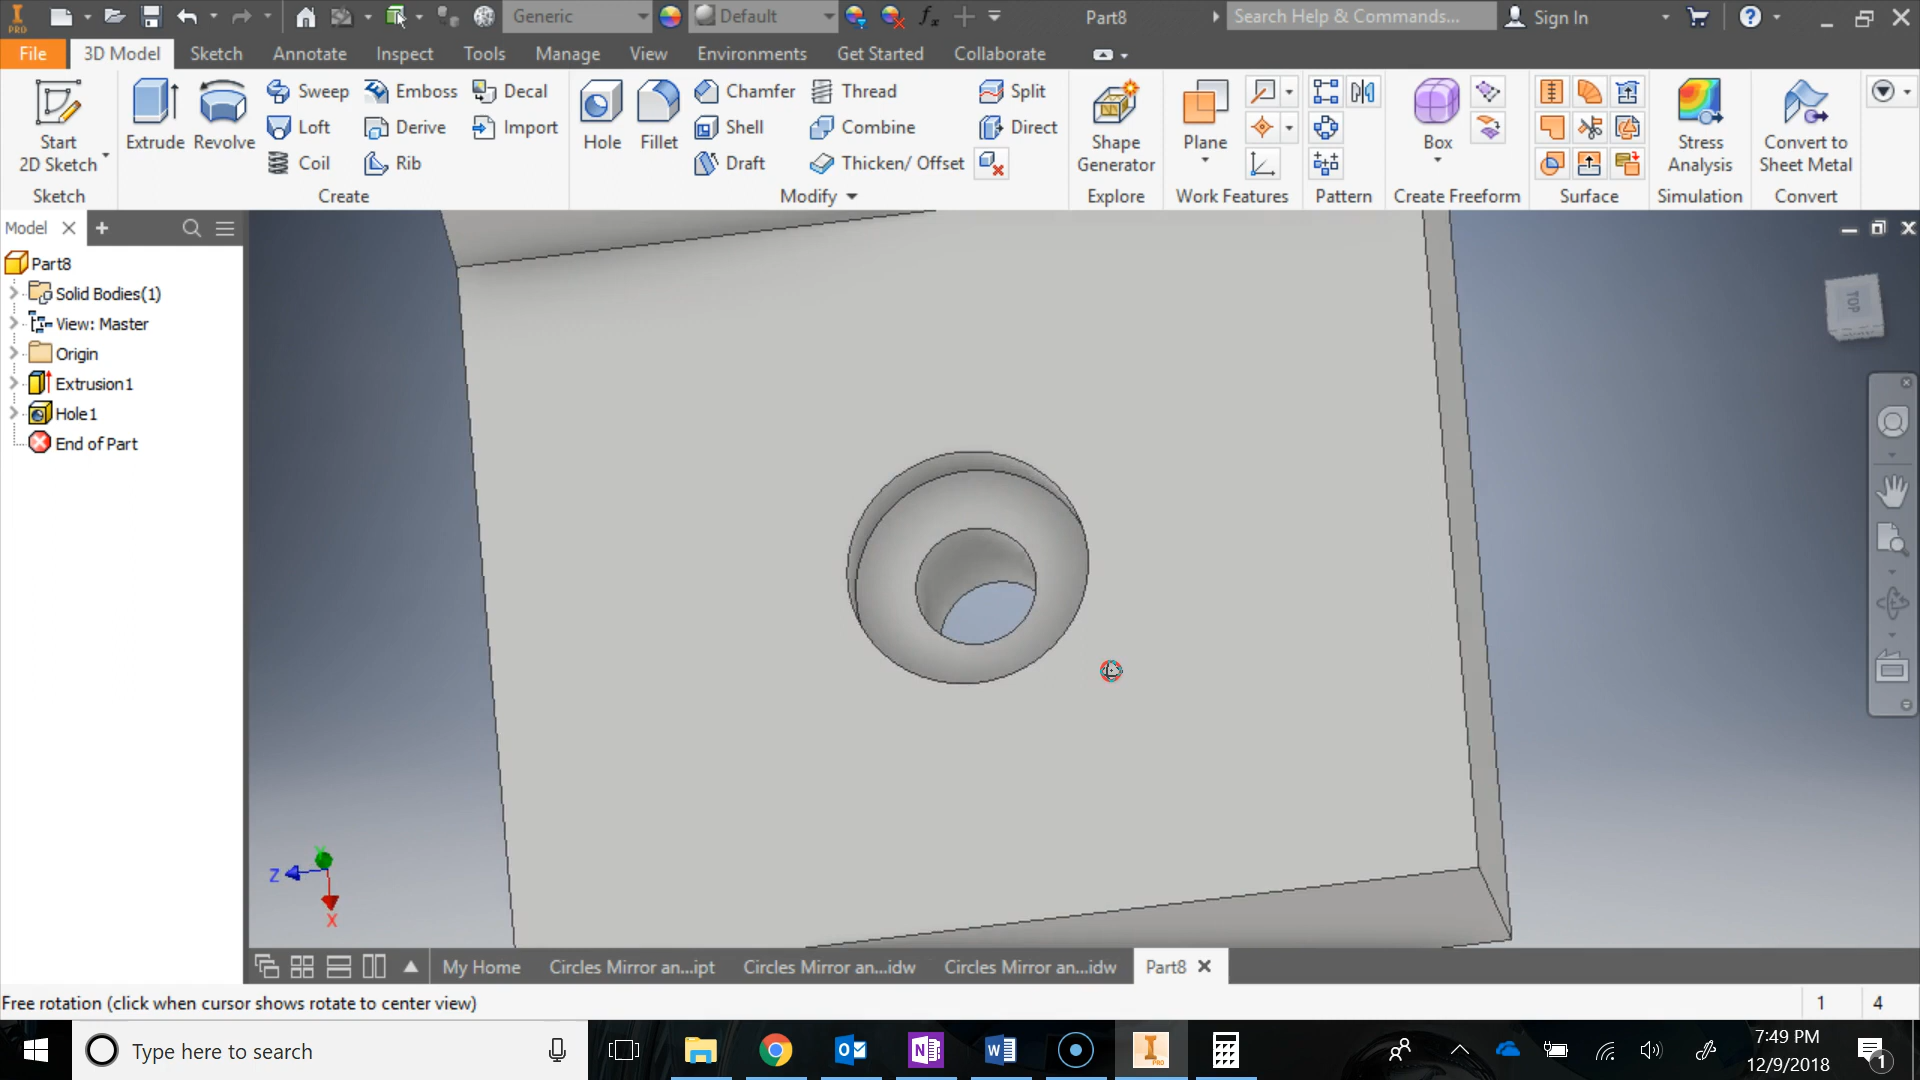 PRO
Generic
Default
fx
Part8
Search Help & Commands...
Sign In
File
3D Model
Sketch
Annotate
Inspect
Tools
Manage
View
Environments
Get Started
Collaborate
Start
2D Sketch
Extrude
Revolve
Sweep
Loft
Coil
Emboss
Derive
Rib
Decal
Import
Hole
Fillet
Chamfer
Shell
Draft
Thread
Combine
Thicken/ Offset
Split
Direct
Shape
Generator
Plane
Box
Stress
Analysis
Convert to
Sheet Metal
Sketch
Create
Modify
Explore
Work Features
Pattern
Create Freeform
Surface
Simulation
Convert
Model
Part8
Solid Bodies(1)
View: Master
Origin
Extrusion1
Hole1
End of Part
TOP
Z
X
My Home
Circles Mirror an...ipt
Circles Mirror an...idw
Circles Mirror an...idw
Part8
Free rotation (click when cursor shows rotate to center view)
1
4
Type here to search
7:49 PM
12/9/2018
1